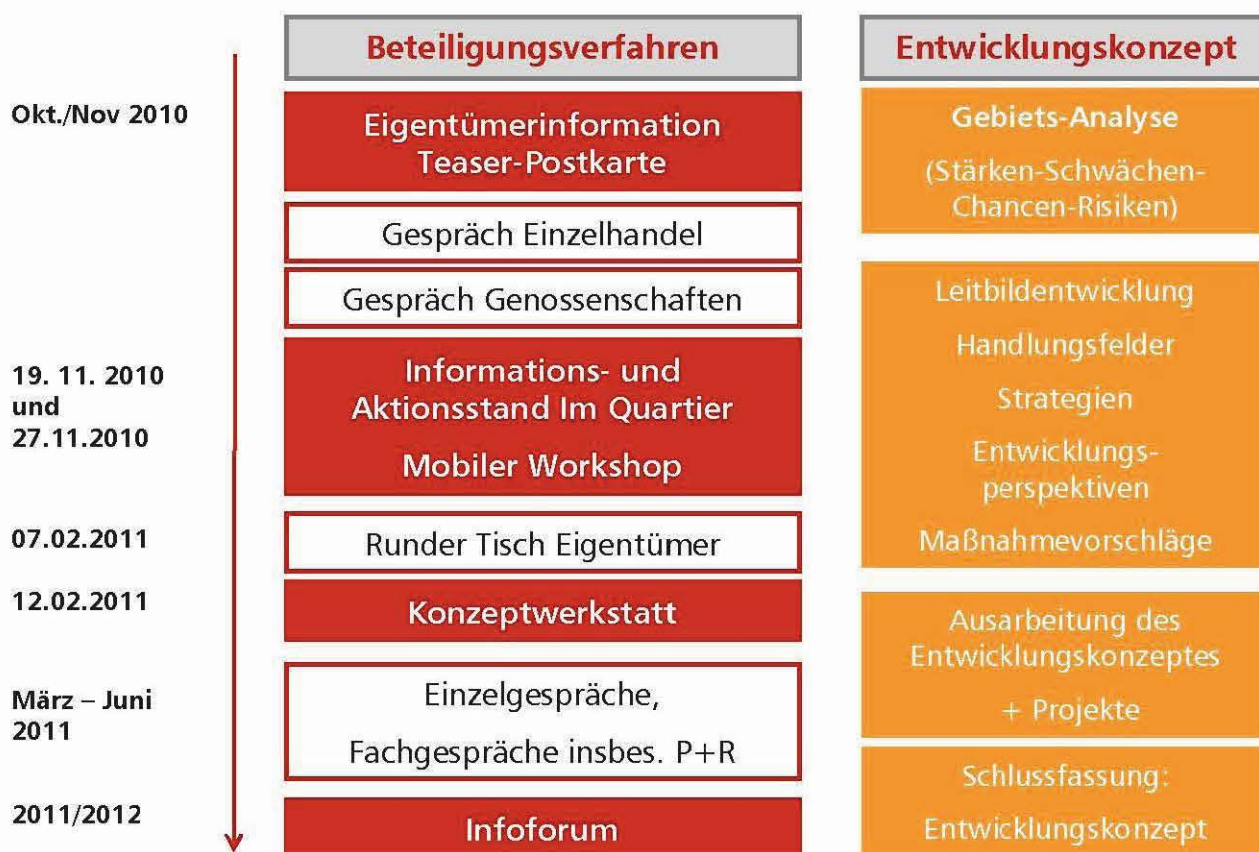 Beteiligungsverfahren
Entwicklungskonzept
Okt./Nov 2010
Eigentümerinformation
Teaser-Postkarte
Gespräch Einzelhandel
Gespräch Genossenschaften
19. 11. 2010
und
27.11.2010
Informations- und
Aktionsstand Im Quartier
Mobiler Workshop
07.02.2011
Runder Tisch Eigentümer
12.02.2011
Konzeptwerkstatt
März – Juni
2011
Einzelgespräche,
Fachgespräche insbes. P+R
2011/2012
Infoforum
Gebiets-Analyse
(Stärken-Schwächen-
Chancen-Risiken)
Leitbildentwicklung
Handlungsfelder
Strategien
Entwicklungs-
perspektiven
Maßnahmevorschläge
Ausarbeitung des
Entwicklungskonzeptes
+ Projekte
Schlussfassung:
Entwicklungskonzept